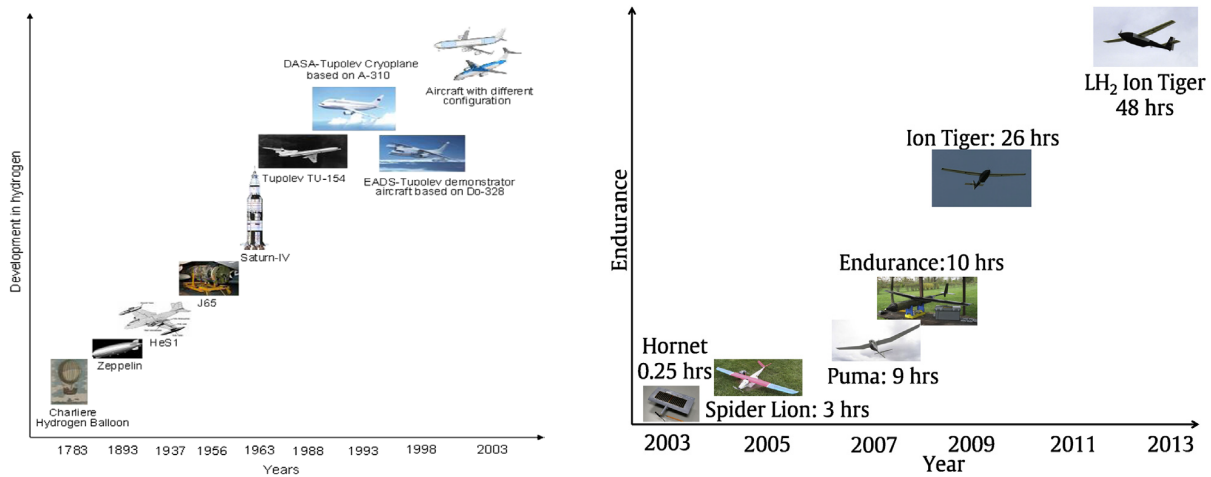 DASA-Tupolev Cryoplane
based on A-310
Aircraft with different
configuration
Tupolev TU-154
EADS-Tupolev demonstrator
aircraft based on Do-328
Saturn-IV
J65
HeS1
Zeppelin
Charliere
Hydrogen Balloon
Development in hydrogen
1783 1893 1937 1956 1963 1988 1993 1998 2003
Years
LH₂ Ion Tiger
48 hrs
Ion Tiger: 26 hrs
Endurance:10 hrs
Puma: 9 hrs
Hornet
0.25 hrs
Spider Lion: 3 hrs
Endurance
2003 2005 2007 2009 2011 2013
Year